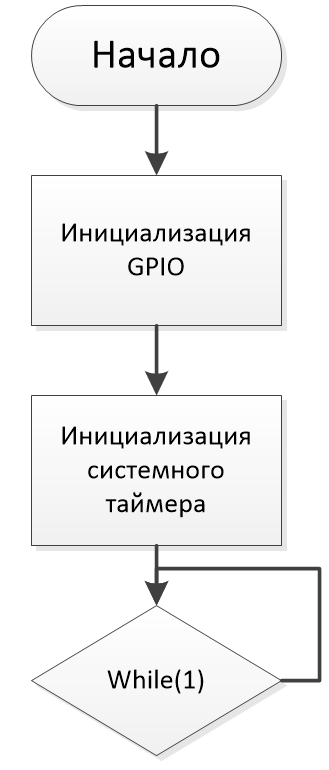 Начало
Инициализация
GPIO
Инициализация
системного
таймера
While(1)